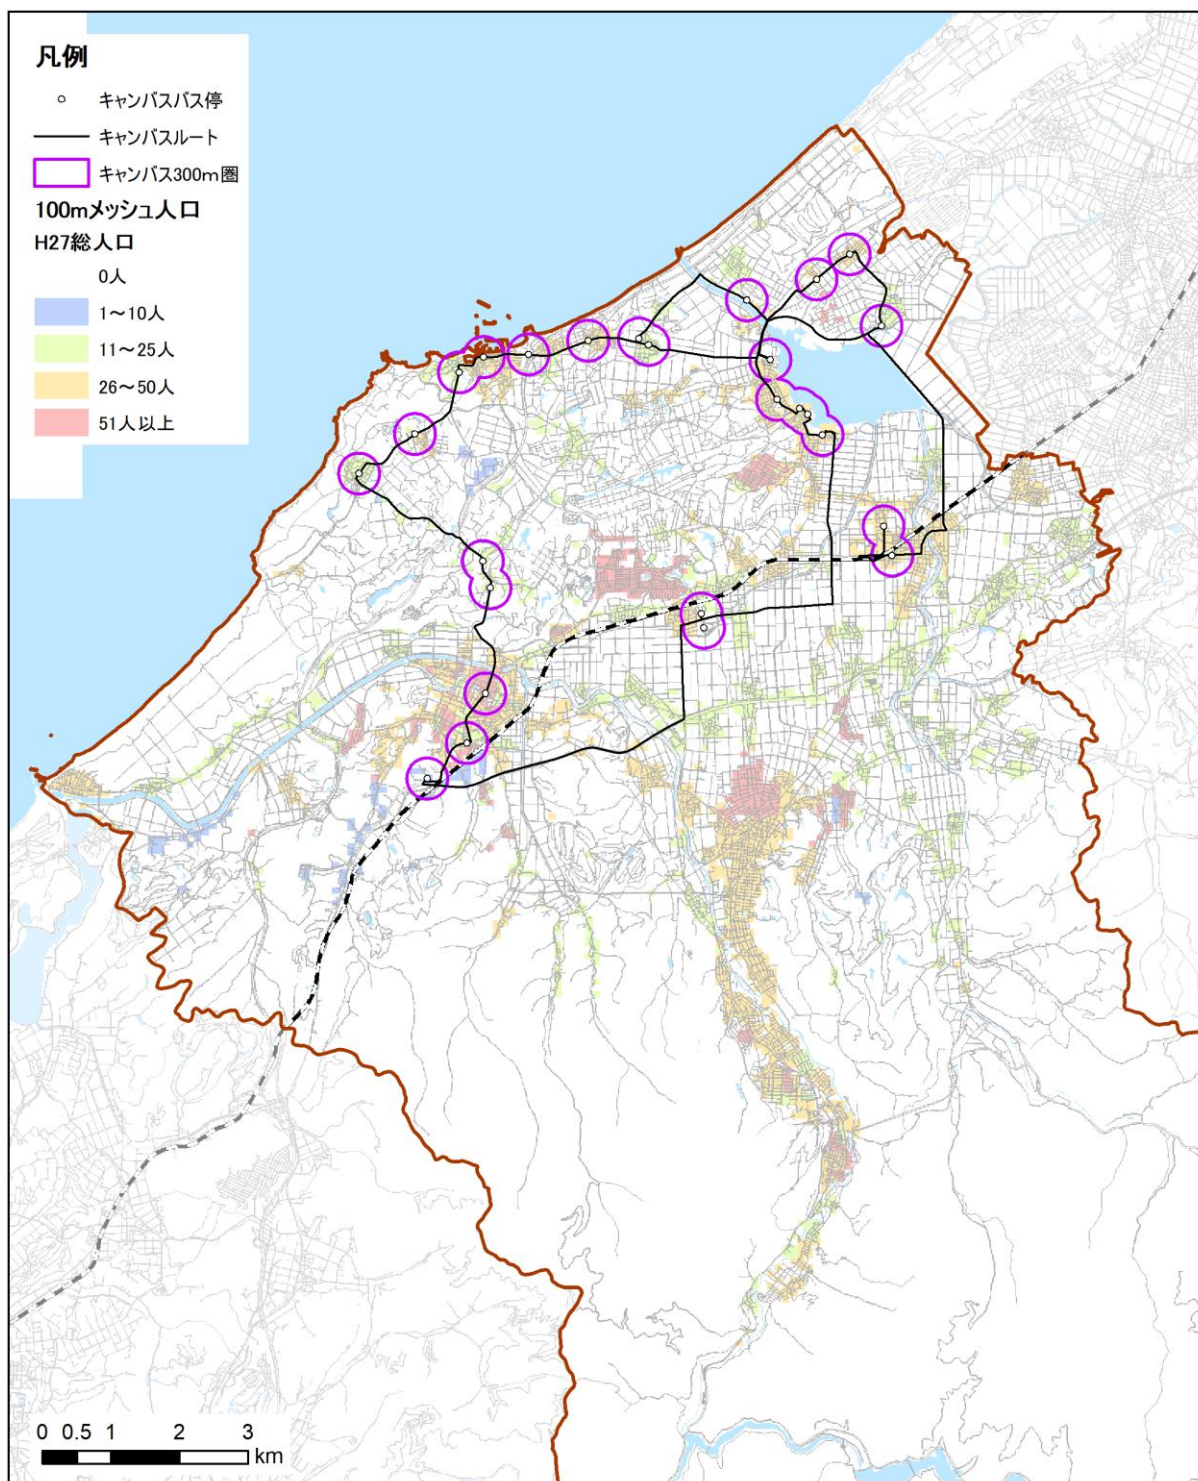 凡例
キャンバスバス停
キャンバスルート
キャンバス300m圏
100mメッシュ人口
H27総人口
0人
1～10人
11～25人
26～50人
51人以上
0 0.5 1 2 3
km